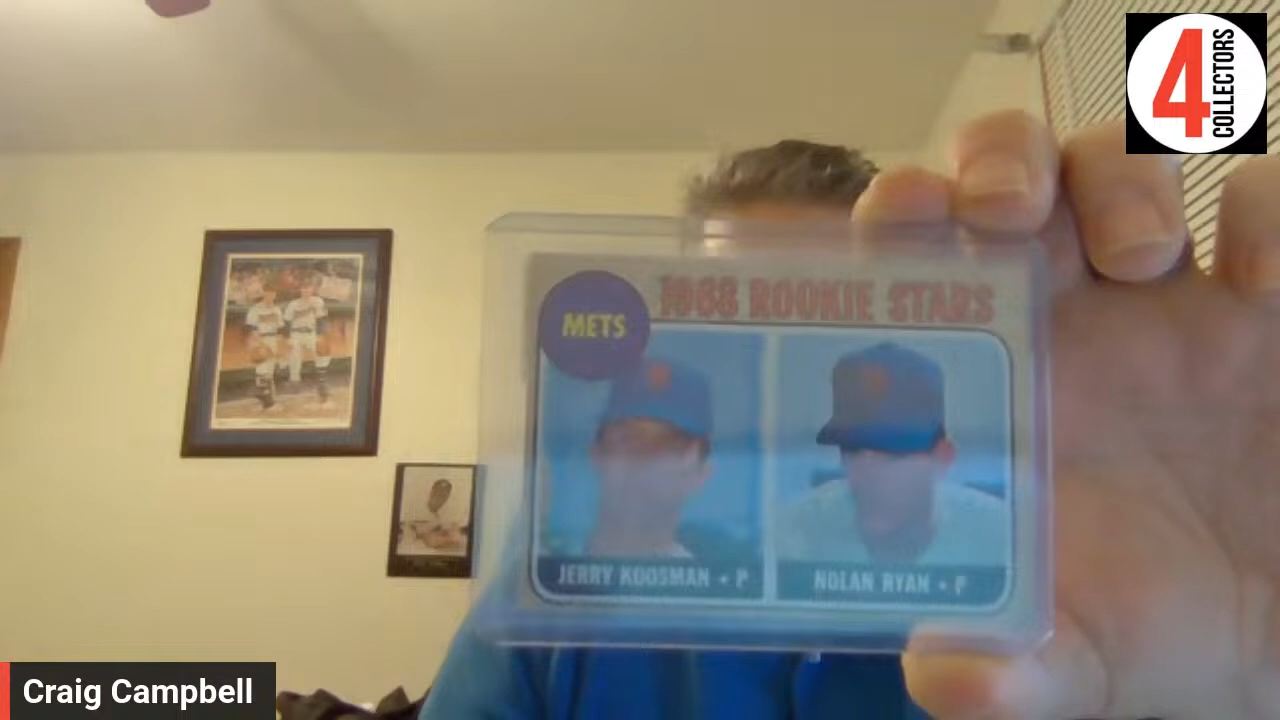 4
COLLECTORS
METS
1968 ROOKIE STARS
JERRY KOOSMAN • P
NOLAN RYAN • P
Craig Campbell